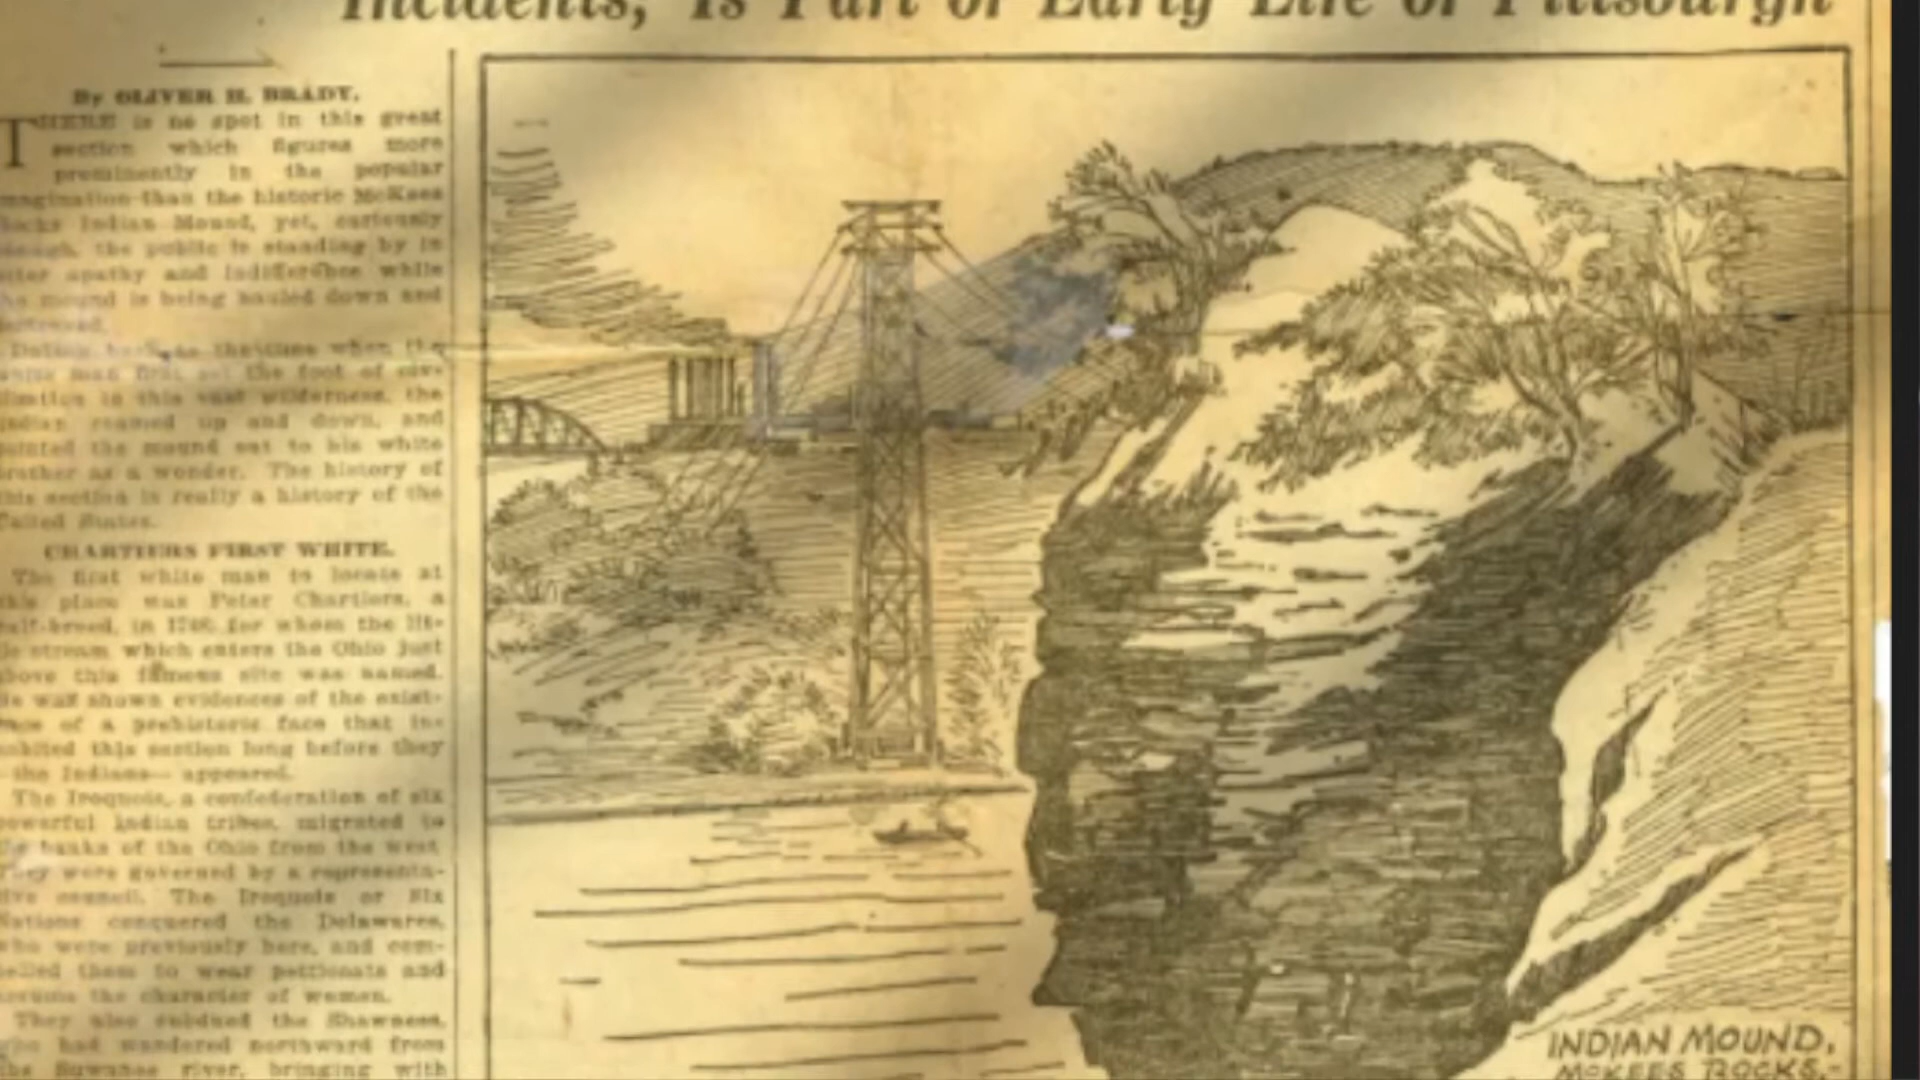 Incidents, Is Part of Early Life of Pittsburgh
By OLIVER H. BRADY.
THERE is no spot in this great
section which figures more
prominently in the popular
imagination than the historic McKees
Rocks Indian Mound, yet, curiously
enough, the public is standing by in
utter apathy and indifference while
the mound is being hauled down and
destroyed.
Dating back to the time when the
white man first set the foot of civ-
ilization in this vast wilderness, the
Indian roamed up and down, and
pointed the mound out to his white
brother as a wonder. The history of
this section is really a history of the
United States.
CHARTIERS FIRST WHITE.
The first white man to locate at
this place was Peter Chartiers, a
half-breed, in 1740, for whom the lit-
tle stream which enters the Ohio just
above this famous site was named.
He was shown evidences of the exist-
ence of a prehistoric race that in-
habited this section long before they
—the Indians— appeared.
The Iroquois, a confederation of six
powerful Indian tribes, migrated to
the banks of the Ohio from the west
They were governed by a representa-
tive council. The Iroquois or Six
Nations conquered the Delawares,
who were previously here, and com-
pelled them to wear petticoats and
assume the character of women.
They also subdued the Shawnees,
who had wandered northward from
the Suwanee river, bringing with
INDIAN MOUND,
McKEES ROCKS.-